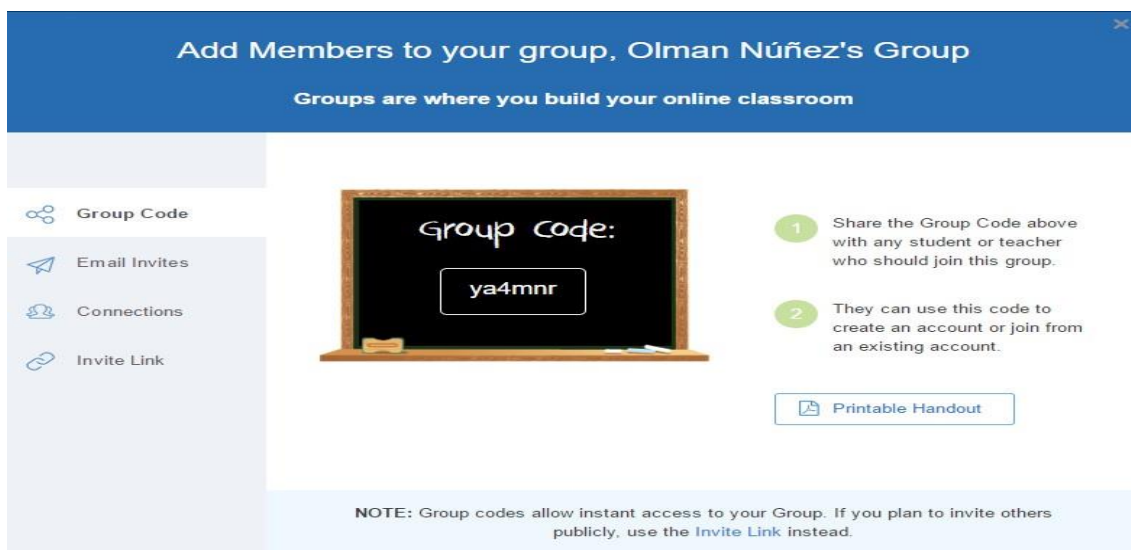 Add Members to your group, Olman Núñez's Group
Groups are where you build your online classroom
Group Code
Email Invites
Connections
Invite Link
Group Code:
ya4mnr
1
Share the Group Code above
with any student or teacher
who should join this group.
2
They can use this code to
create an account or join from
an existing account.
Printable Handout
NOTE: Group codes allow instant access to your Group. If you plan to invite others
publicly, use the Invite Link instead.